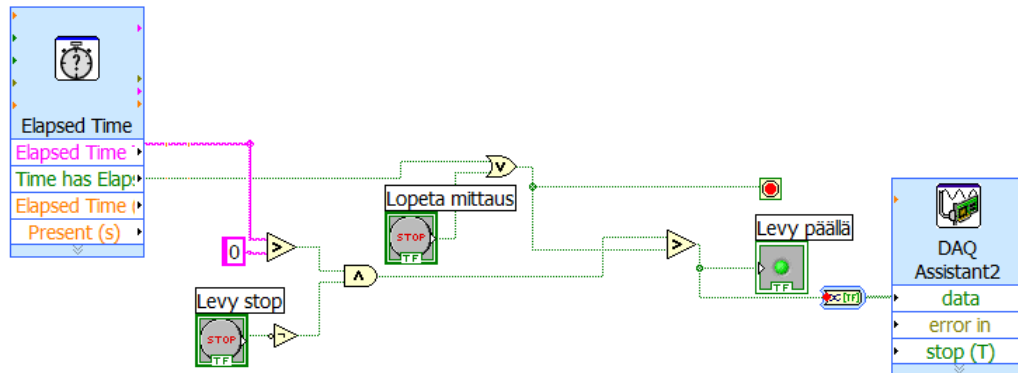 ?
Elapsed Time
Elapsed Time
Time has Elap
Elapsed Time (
Present (s)
0
>
V
Lopeta mittaus
STOP
TF
Levy stop
STOP
TF
Λ
¬
>
Levy päällä
TF
[TF]
DAQ
Assistant2
data
error in
stop (T)